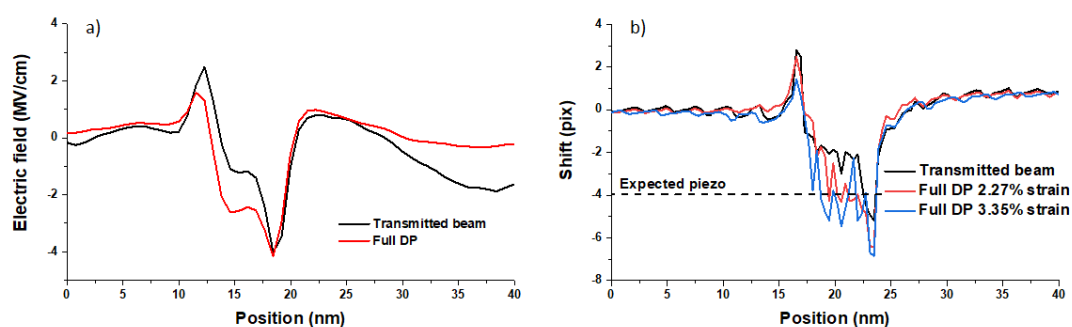 a)
Electric field (MV/cm)
4
2
0
-2
-4
Transmitted beam
Full DP
0 5 10 15 20 25 30 35 40
Position (nm)
b)
Shift (pix)
4
2
0
-2
-4
-6
-8
Expected piezo
Transmitted beam
Full DP 2.27% strain
Full DP 3.35% strain
0 5 10 15 20 25 30 35 40
Position (nm)